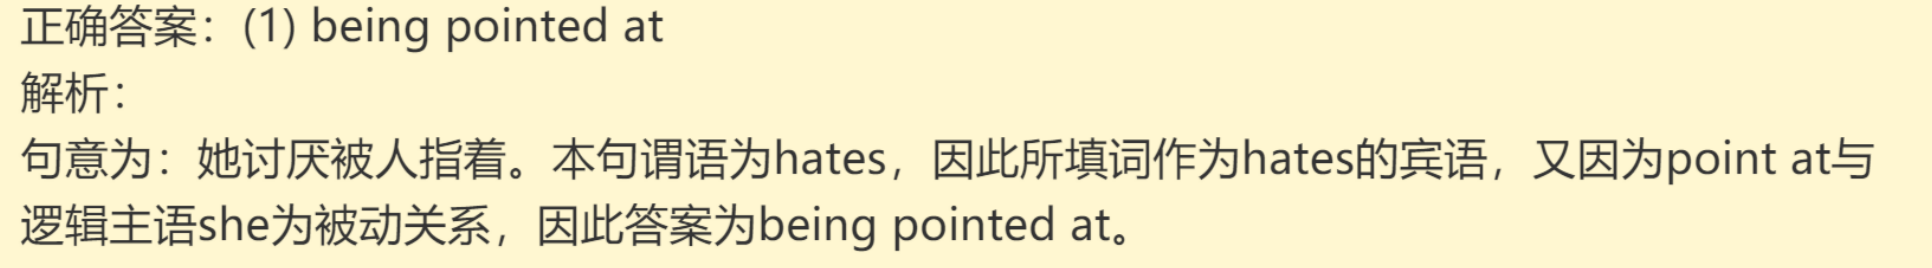 正确答案：(1) being pointed at
解析：
句意为：她讨厌被人指着。本句谓语为hates，因此所填词作为hates的宾语，又因为point at与
逻辑主语she为被动关系，因此答案为being pointed at。